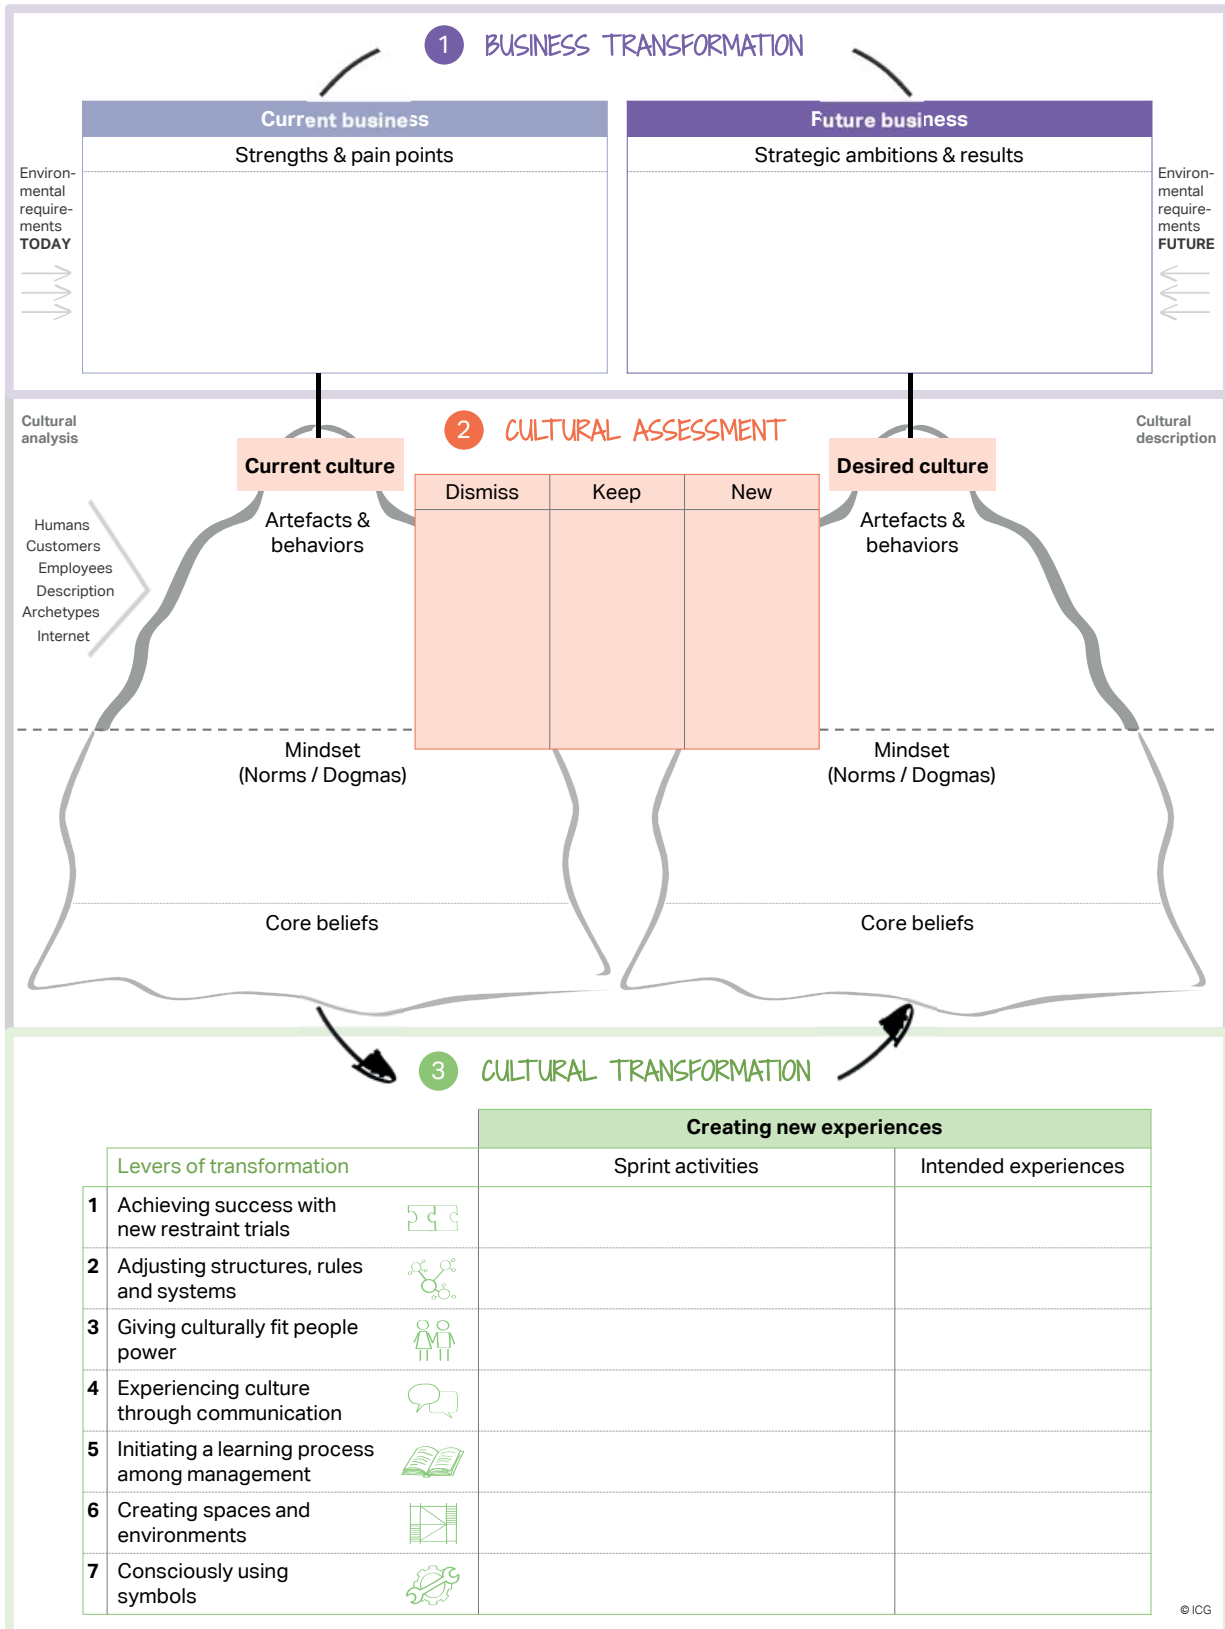 1 BUSINESS TRANSFORMATION
Current business
Strengths & pain points
Future business
Strategic ambitions & results
Environ-
mental
require-
ments
TODAY
Environ-
mental
require-
ments
FUTURE
2 CULTURAL ASSESSMENT
Cultural
analysis
Cultural
description
Current culture
Desired culture
Dismiss
Keep
New
Humans
Customers
Employees
Description
Archetypes
Internet
Artefacts &
behaviors
Artefacts &
behaviors
Mindset
(Norms / Dogmas)
Mindset
(Norms / Dogmas)
Core beliefs
Core beliefs
3 CULTURAL TRANSFORMATION
Creating new experiences
Levers of transformation
Sprint activities
Intended experiences
1 Achieving success with
new restraint trials
2 Adjusting structures, rules
and systems
3 Giving culturally fit people
power
4 Experiencing culture
through communication
5 Initiating a learning process
among management
6 Creating spaces and
environments
7 Consciously using
symbols
© ICG